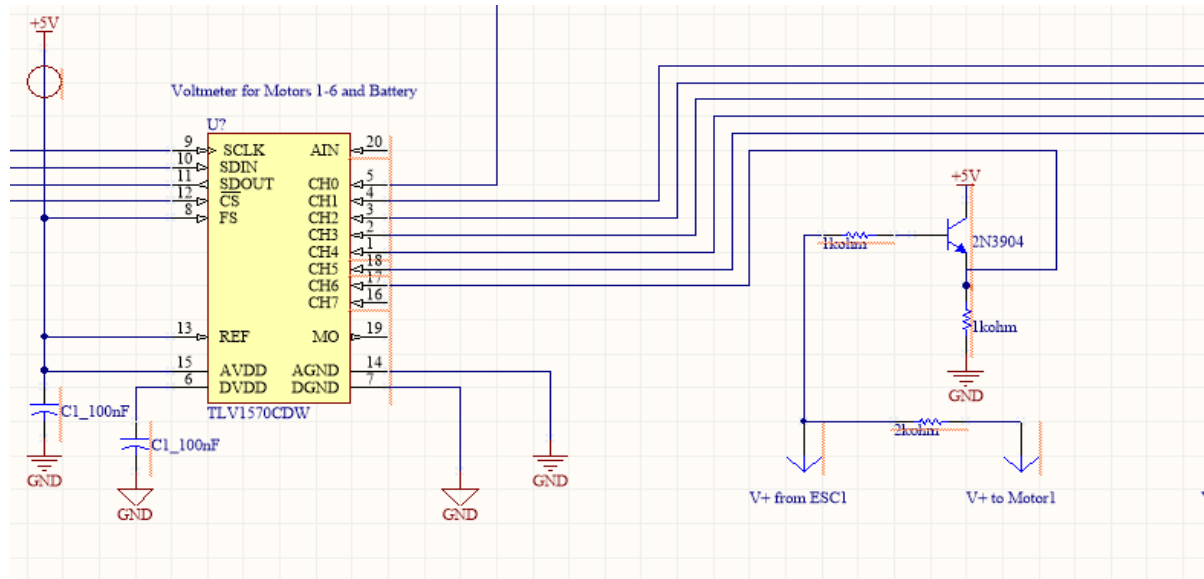 +5V
Voltmeter for Motors 1-6 and Battery
U?
9 SCLK AIN 20
10 SDIN
11 SDOUT CH0 5
12 CS CH1 4
8 FS CH2 3
CH3 2
CH4 1
CH5 18
CH6 17
CH7 16
13 REF MO 19
15 AVDD AGND 14
6 DVDD DGND 7
TLV1570CDW
C1_100nF
C1_100nF
GND
GND
GND
GND
+5V
1kohm
2N3904
1kohm
GND
2kohm
V+ from ESC1
V+ to Motor1